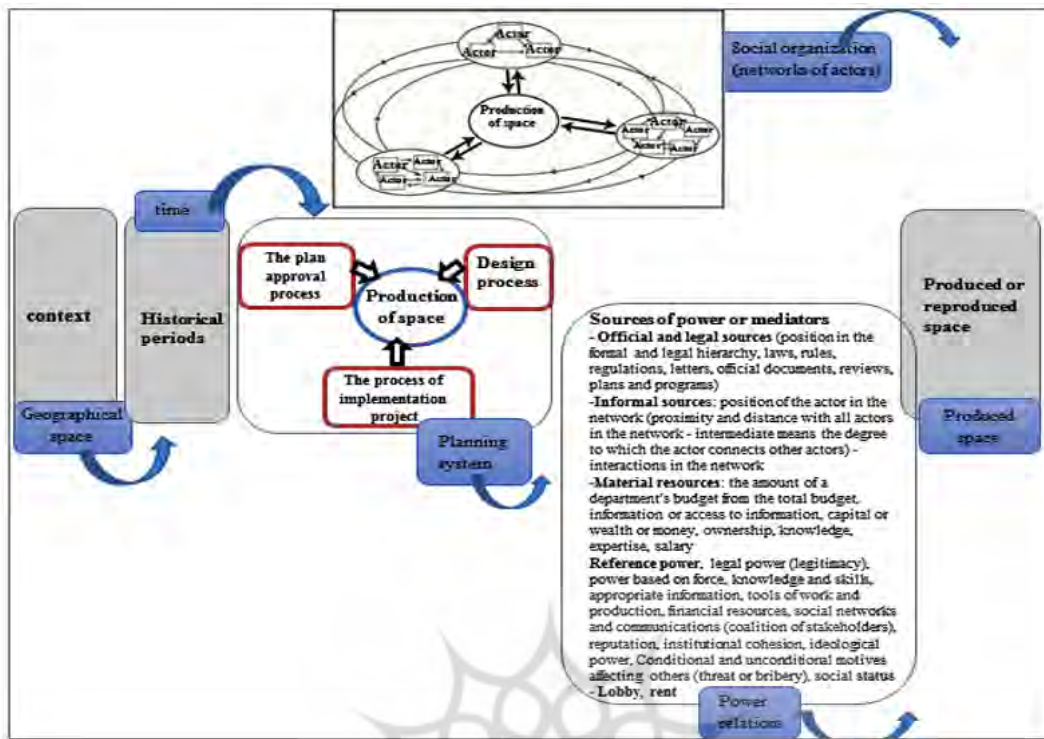 Actor
Actor
Actor
Production
of space
Actor
Actor
Actor
Actor
Actor
Actor
Actor
Actor
Actor
Actor
Social organization
(networks of actors)
context
Geographical
space
time
Historical
periods
The plan
approval
process
Design
process
Production
of space
The process of
implementation
project
Planning
system
Sources of power or mediators
- Official and legal sources (position in the
formal and legal hierarchy, laws, rules,
regulations, letters, official documents, reviews,
plans and programs)
-Informal sources: position of the actor in the
network (proximity and distance with all actors
in the network - intermediate means the degree
to which the actor connects other actors) -
interactions in the network
-Material resources: the amount of a
department's budget from the total budget,
information or access to information, capital or
wealth or money, ownership, knowledge,
expertise, salary
Reference power, legal power (legitimacy),
power based on force, knowledge and skills,
appropriate information, tools of work and
production, financial resources, social networks
and communications (coalition of stakeholders),
reputation, institutional cohesion, ideological
power, Conditional and unconditional motives
affecting others (threat or bribery), social status
- Lobby, rent
Power
relations
Produced or
reproduced
space
Produced
space